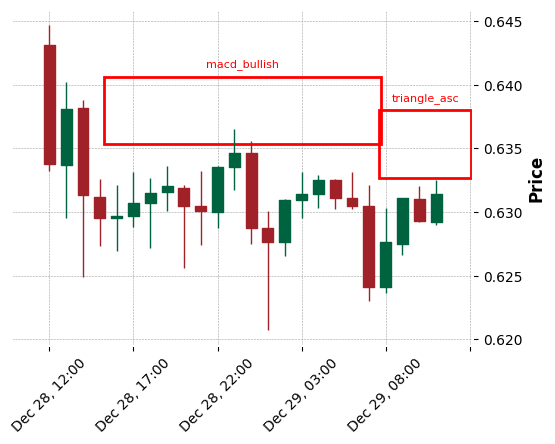 macd_bullish
triangle_asc
0.645
0.640
0.635
0.630
0.625
0.620
Price
Dec 28, 12:00
Dec 28, 17:00
Dec 28, 22:00
Dec 29, 03:00
Dec 29, 08:00